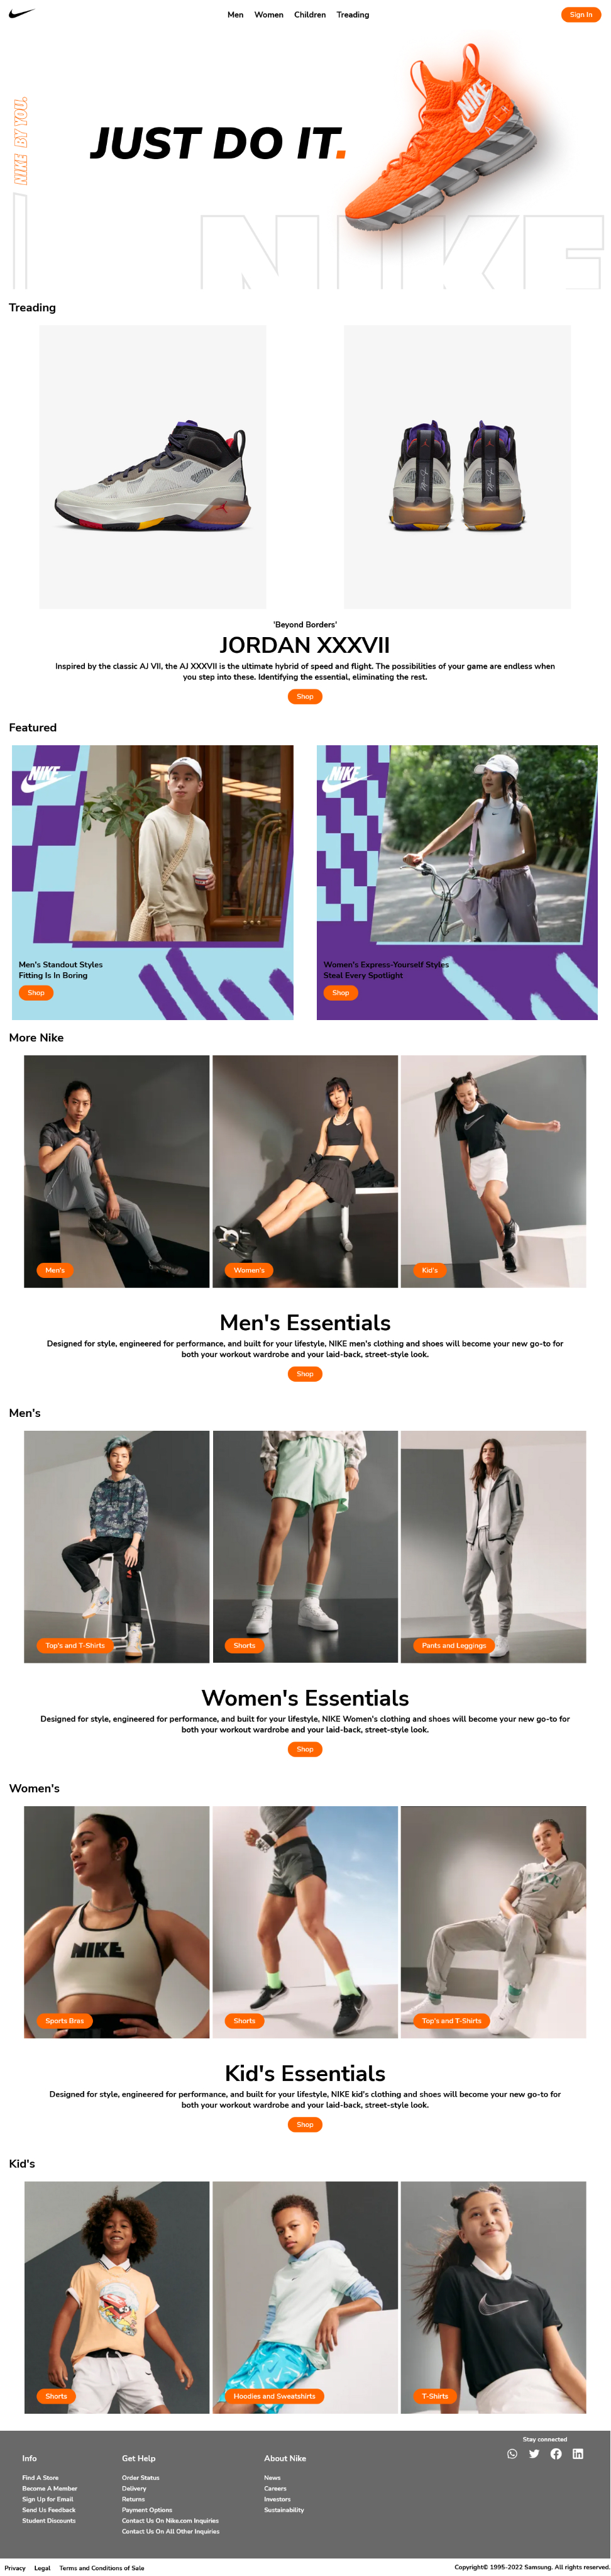 Men Women Children Treading
Sign In
NIKE BY YOU.
JUST DO IT.
NIKE
NIKE
Treading
'Beyond Borders'
JORDAN XXXVII
Inspired by the classic AJ VII, the AJ XXXVII is the ultimate hybrid of speed and flight. The possibilities of your game are endless when
you step into these. Identifying the essential, eliminating the rest.
Shop
Featured
NIKE
Men's Standout Styles
Fitting Is In Boring
Shop
NIKE
Women's Express-Yourself Styles
Steal Every Spotlight
Shop
More Nike
Men's
Women's
Kid's
Men's Essentials
Designed for style, engineered for performance, and built for your lifestyle, NIKE men's clothing and shoes will become your new go-to for
both your workout wardrobe and your laid-back, street-style look.
Shop
Men's
Top's and T-Shirts
Shorts
Pants and Leggings
Women's Essentials
Designed for style, engineered for performance, and built for your lifestyle, NIKE Women's clothing and shoes will become your new go-to for
both your workout wardrobe and your laid-back, street-style look.
Shop
Women's
NIKE
Sports Bras
Shorts
Top's and T-Shirts
Kid's Essentials
Designed for style, engineered for performance, and built for your lifestyle, NIKE kid's clothing and shoes will become your new go-to for
both your workout wardrobe and your laid-back, street-style look.
Shop
Kid's
Shorts
Hoodies and Sweatshirts
T-Shirts
Stay connected
Info
Find A Store
Become A Member
Sign Up for Email
Send Us Feedback
Student Discounts
Get Help
Order Status
Delivery
Returns
Payment Options
Contact Us On Nike.com Inquiries
Contact Us On All Other Inquiries
About Nike
News
Careers
Investors
Sustainability
Privacy Legal Terms and Conditions of Sale
Copyright© 1995-2022 Samsung. All rights reserved.